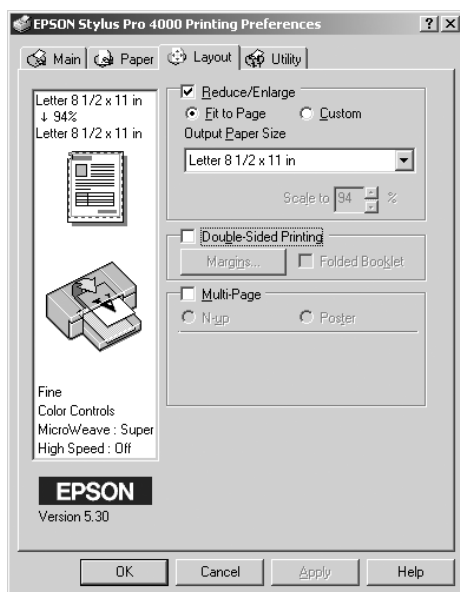 EPSON Stylus Pro 4000 Printing Preferences
Main Paper Layout Utility
Letter 8 1/2 x 11 in
↓ 94%
Letter 8 1/2 x 11 in
Fine
Color Controls
MicroWeave : Super
High Speed : Off
EPSON
Version 5.30
Reduce/Enlarge
Fit to Page Custom
Output Paper Size
Letter 8 1/2 x 11 in
Scale to 94 %
Double-Sided Printing
Margins... Folded Booklet
Multi-Page
N-up Poster
OK Cancel Apply Help